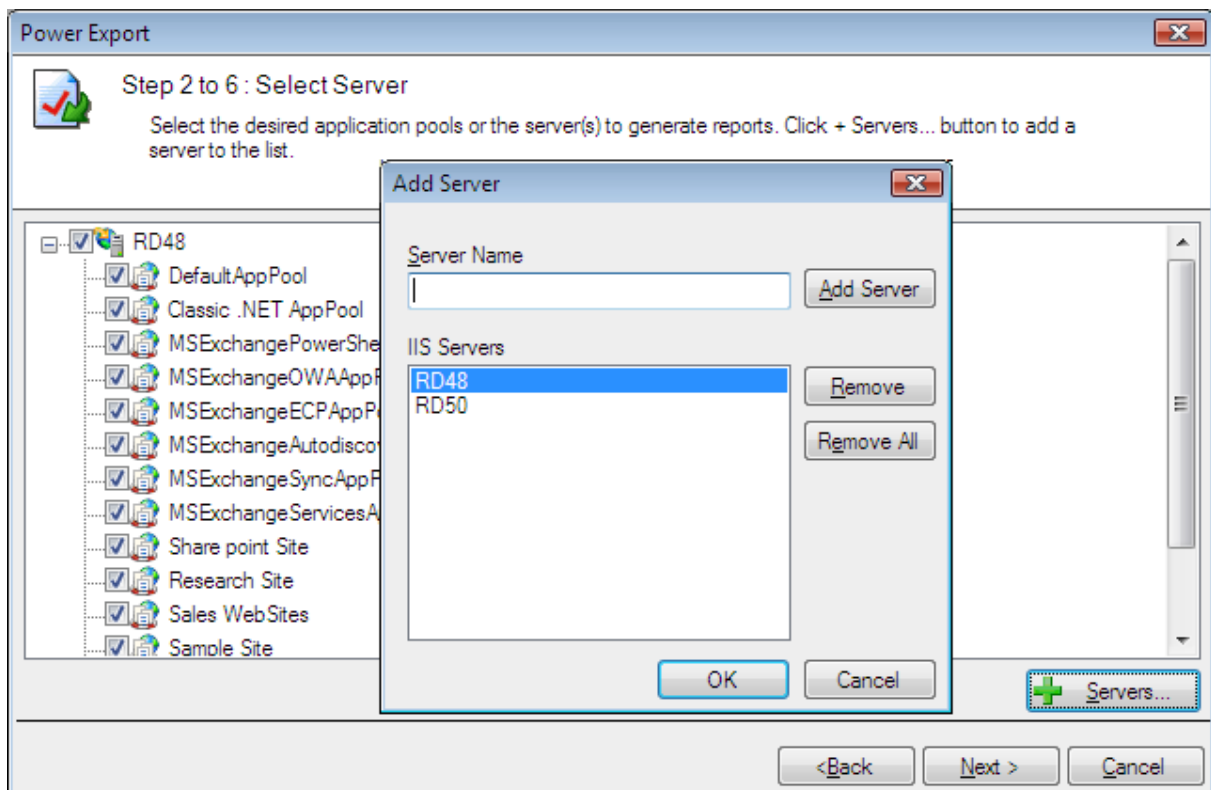 Power Export
Step 2 to 6 : Select Server
Select the desired application pools or the server(s) to generate reports. Click + Servers... button to add a
server to the list.
Add Server
RD48
DefaultAppPool
Classic .NET AppPool
MSExchangePowerShe
MSExchangeOWAAppF
MSExchangeECPAppPo
MSExchangeAutodiscov
MSExchangeSyncAppF
MSExchangeServicesA
Share point Site
Research Site
Sales WebSites
Sample Site
Server Name
Add Server
IIS Servers
RD48
RD50
Remove
Remove All
OK
Cancel
Servers...
<Back
Next >
Cancel